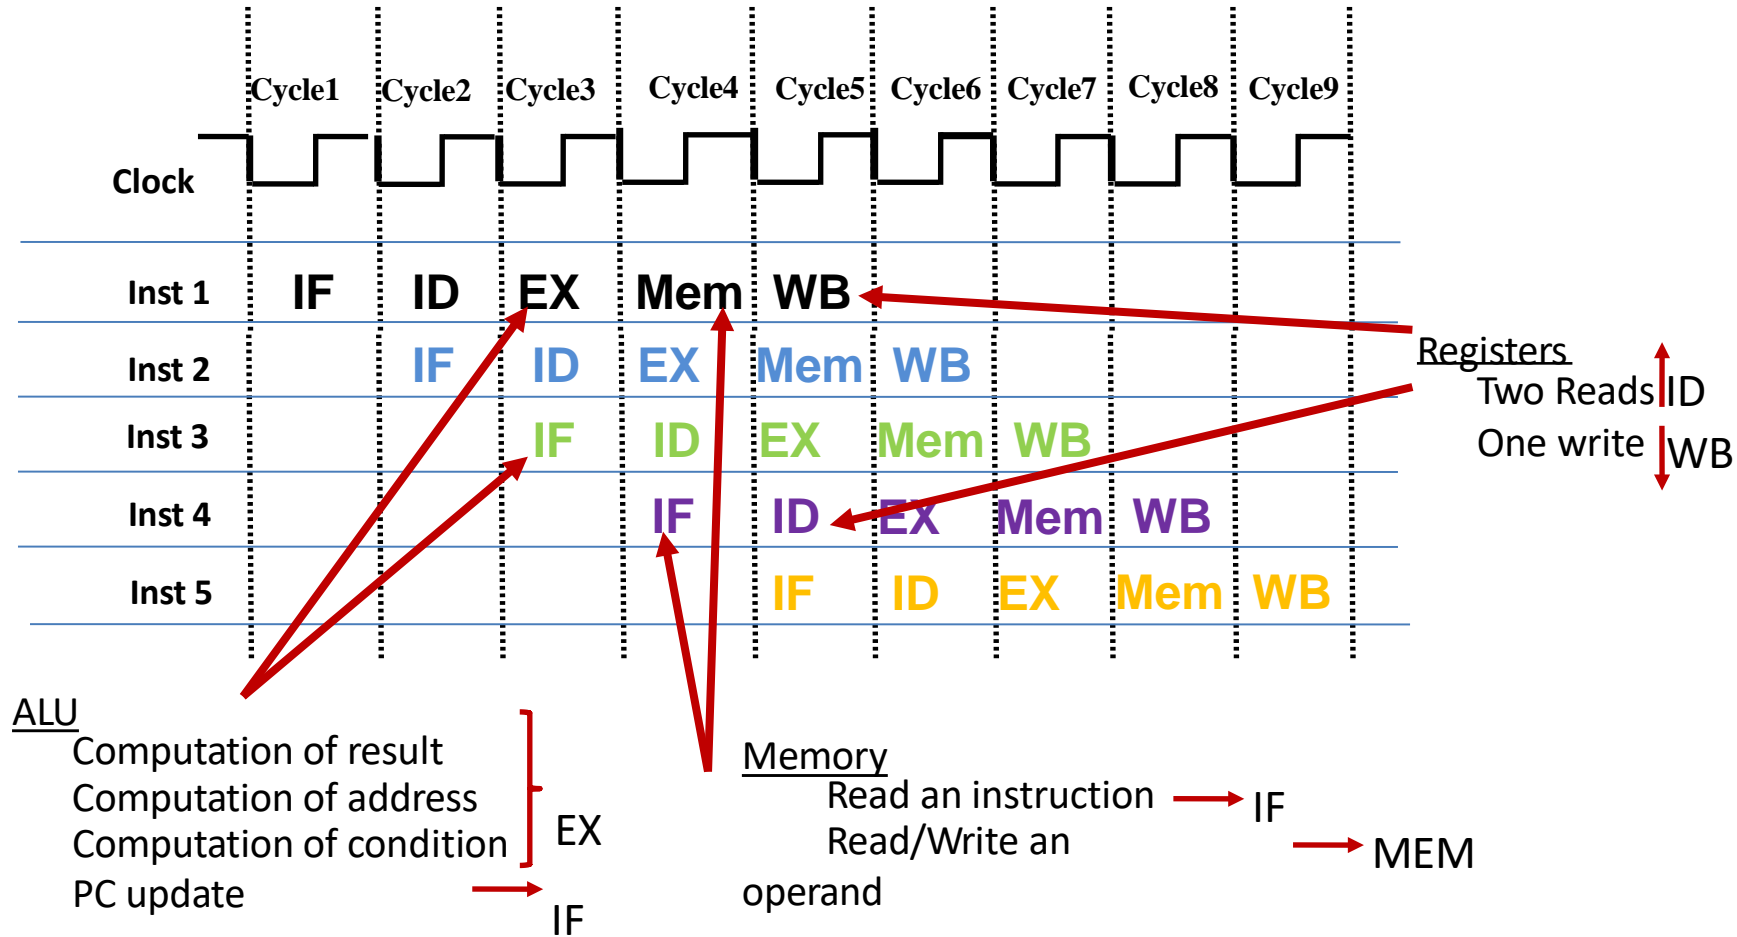 Cycle1 Cycle2 Cycle3 Cycle4 Cycle5 Cycle6 Cycle7 Cycle8 Cycle9
Clock
Inst 1 IF ID EX Mem WB
Inst 2 IF ID EX Mem WB
Inst 3 IF ID EX Mem WB
Inst 4 IF ID EX Mem WB
Inst 5 IF ID EX Mem WB
Registers
Two Reads ID
One write WB
ALU
Computation of result
Computation of address
Computation of condition
EX
PC update
IF
Memory
Read an instruction IF
Read/Write an
operand
MEM